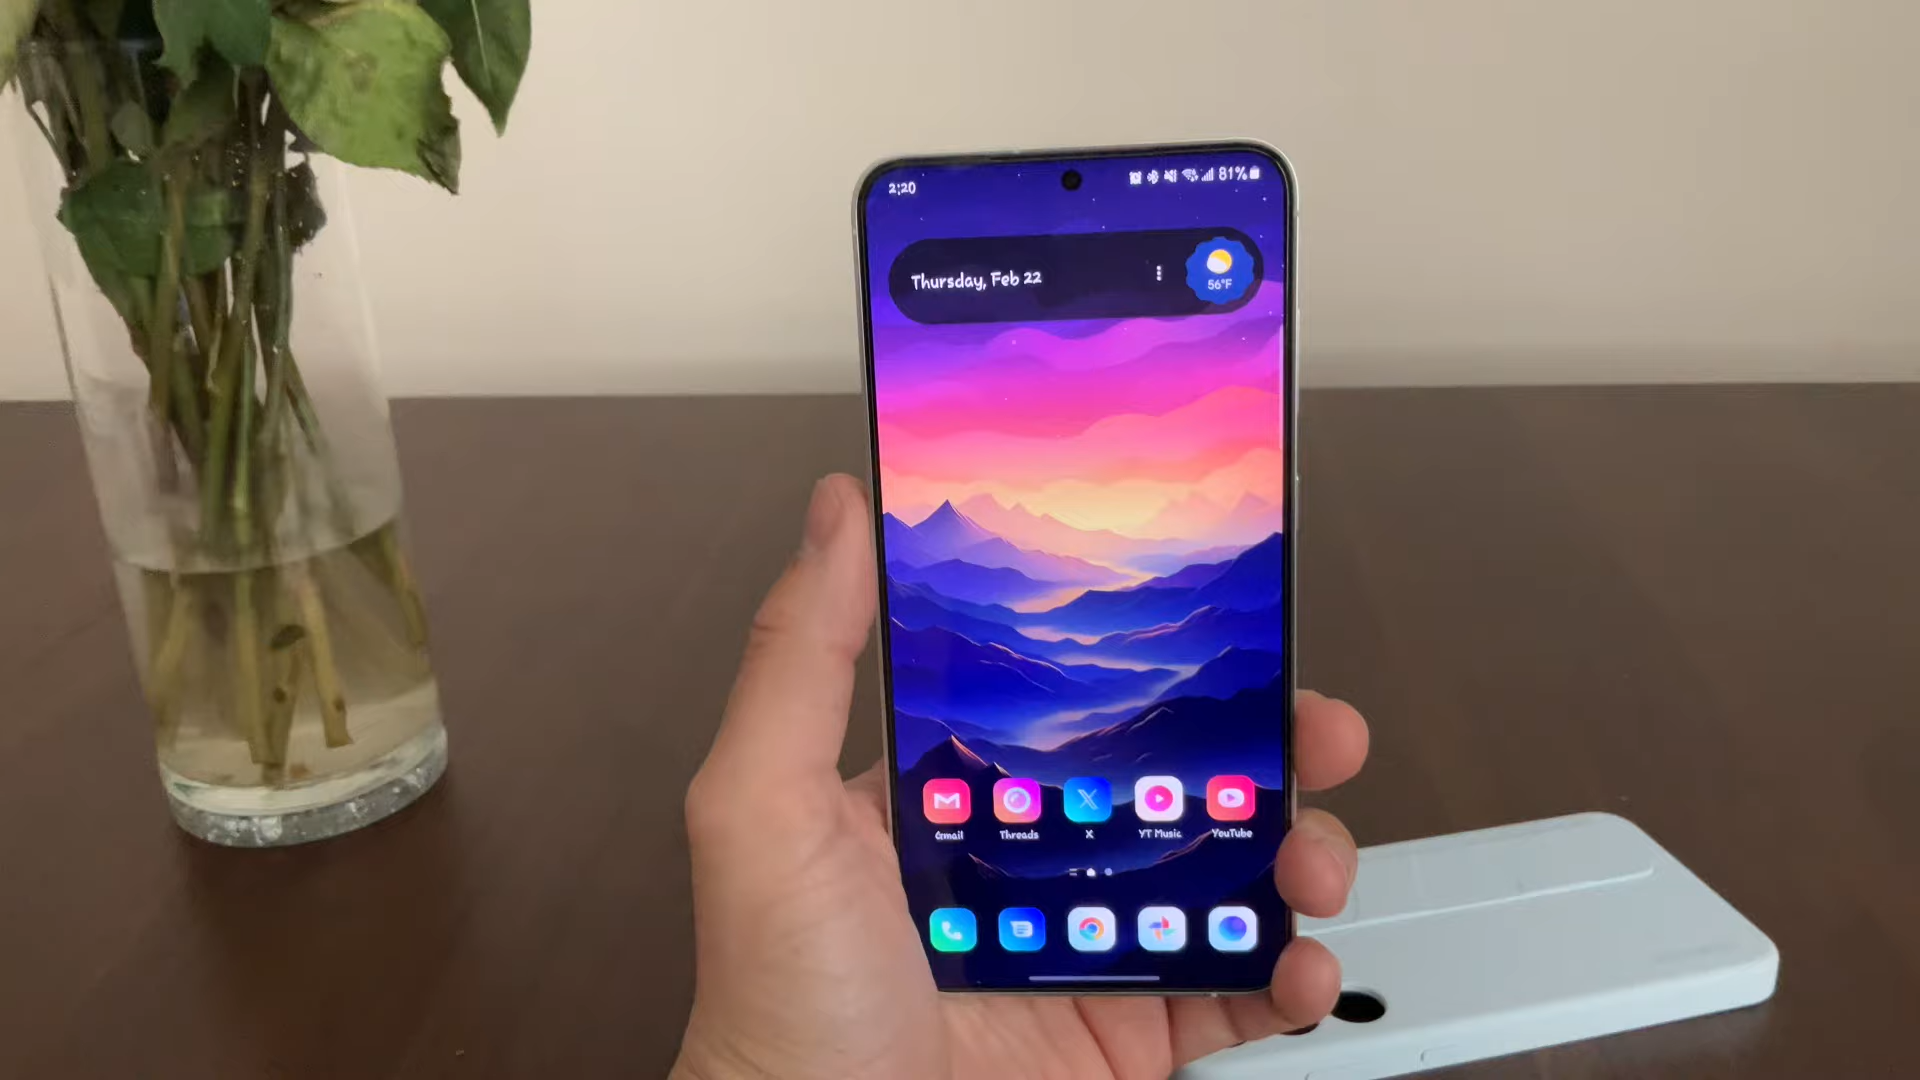 2:20
81%
Thursday, Feb 22
56°F
Gmail
Threads
X
YT Music
YouTube